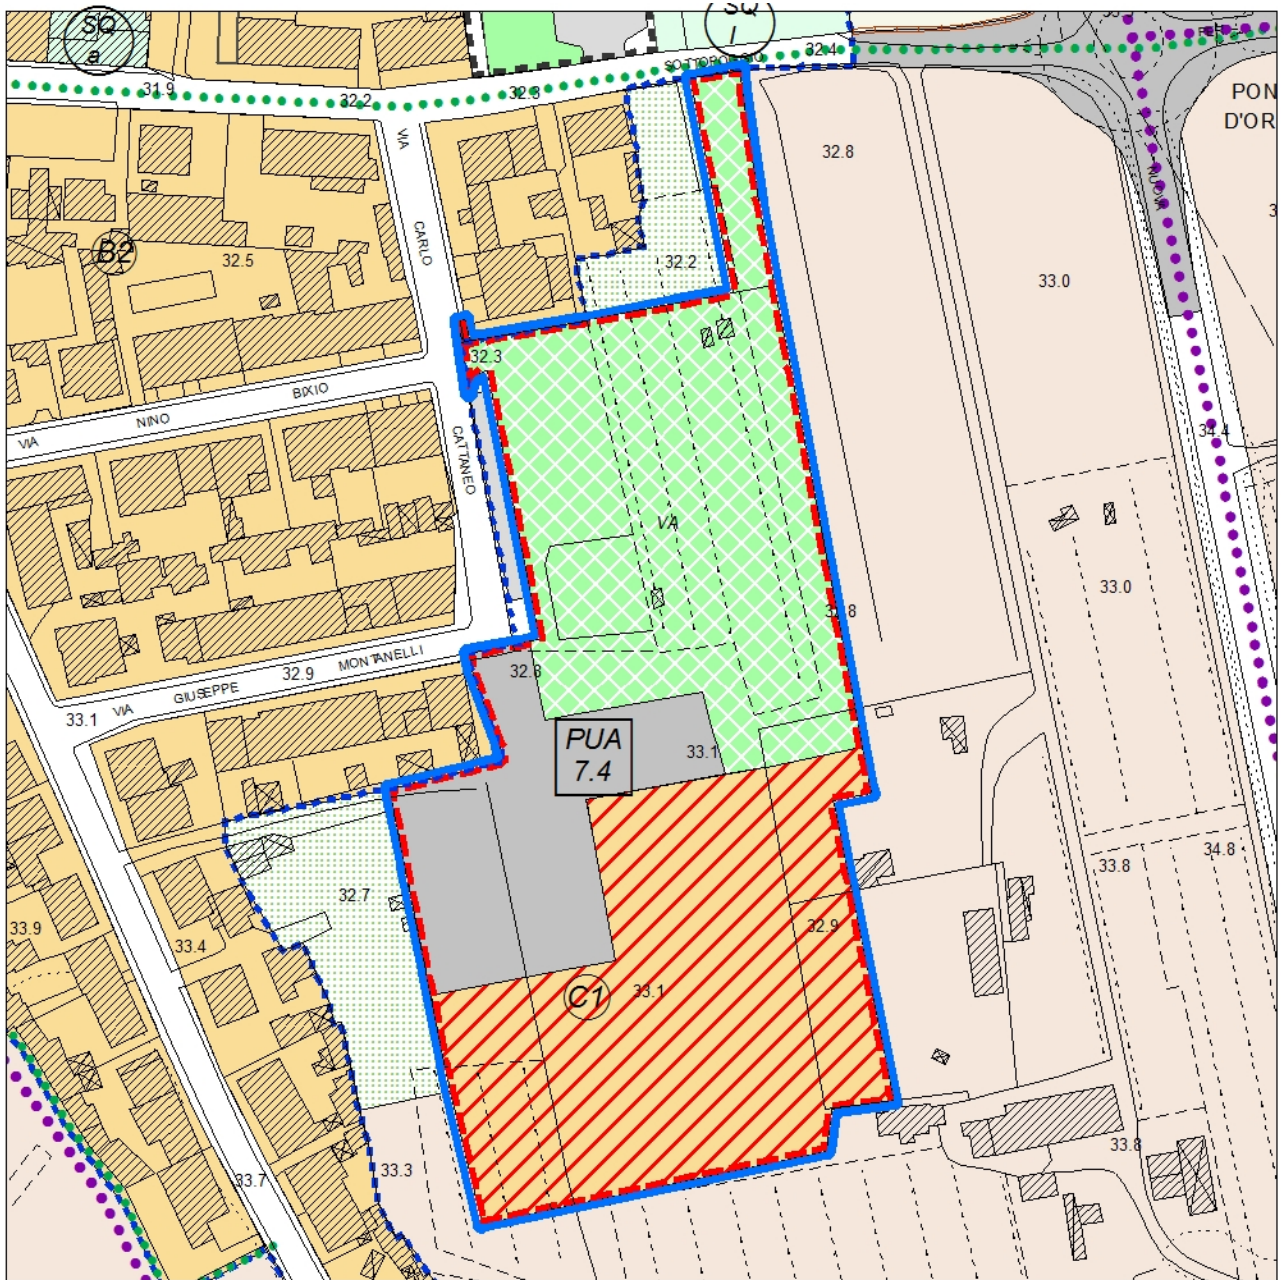 SQ
a
SQ
i
32.4
SOTTOPOGGIO
31.9
32.2
32.3
PON
D'OR
VIA
32.8
NUOVA
CARLO
B2
32.5
32.2
33.0
32.3
BIXIO
NINO
VIA
34.4
CATTANEO
VA
33.0
32.8
MONTANELLI
32.9
32.8
GIUSEPPE
VIA
33.1
PUA
7.4
33.1
34.8
33.8
32.7
32.9
33.9
33.4
C1
33.1
33.8
33.3
33.7